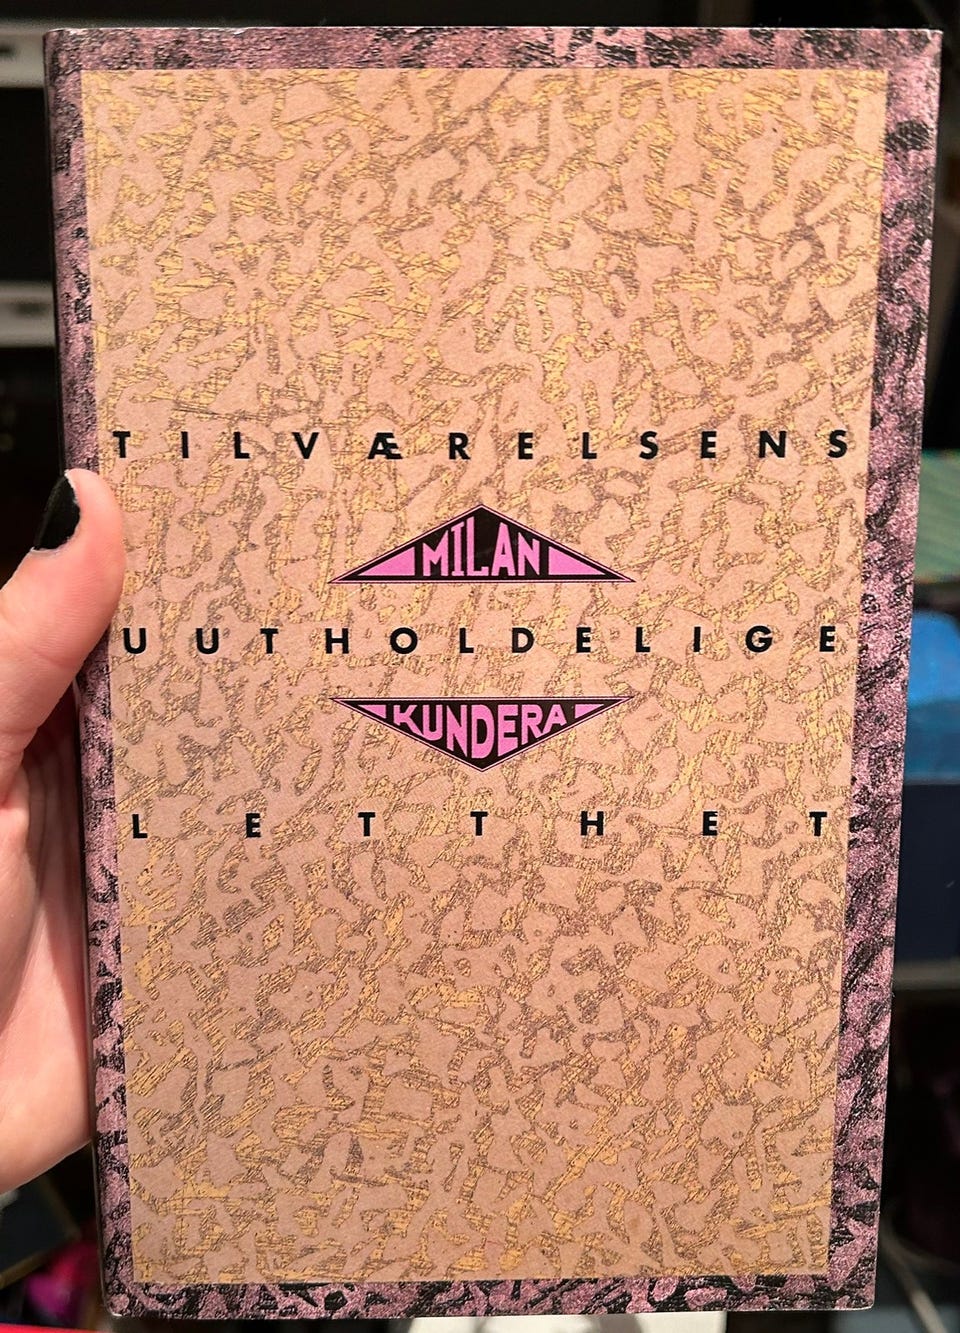 TILVÆRELSENS
MILAN
UUTHOLDELIGE
KUNDERA
LETTHET